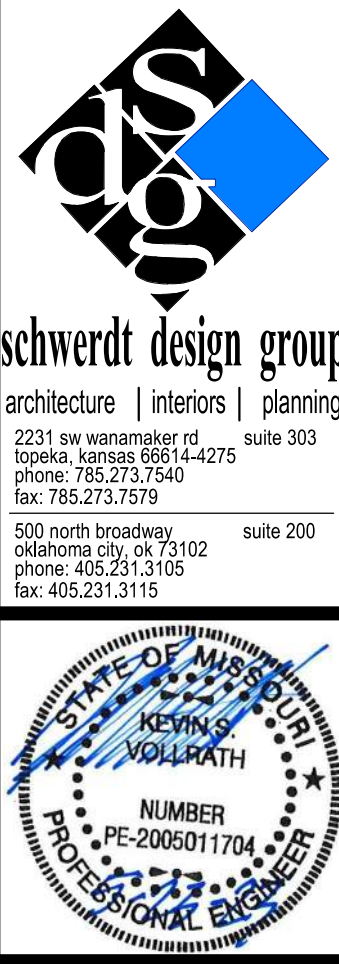 sdg
schwerdt design group
architecture | interiors | planning
2231 sw wanamaker rd suite 303
topeka, kansas 66614-4275
phone: 785.273.7540
fax: 785.273.7579
500 north broadway suite 200
oklahoma city, ok 73102
phone: 405.231.3105
fax: 405.231.3115
STATE OF MISSOURI
KEVIN S.
VOLLRATH
NUMBER
PE-2005011704
PROFESSIONAL ENGINEER